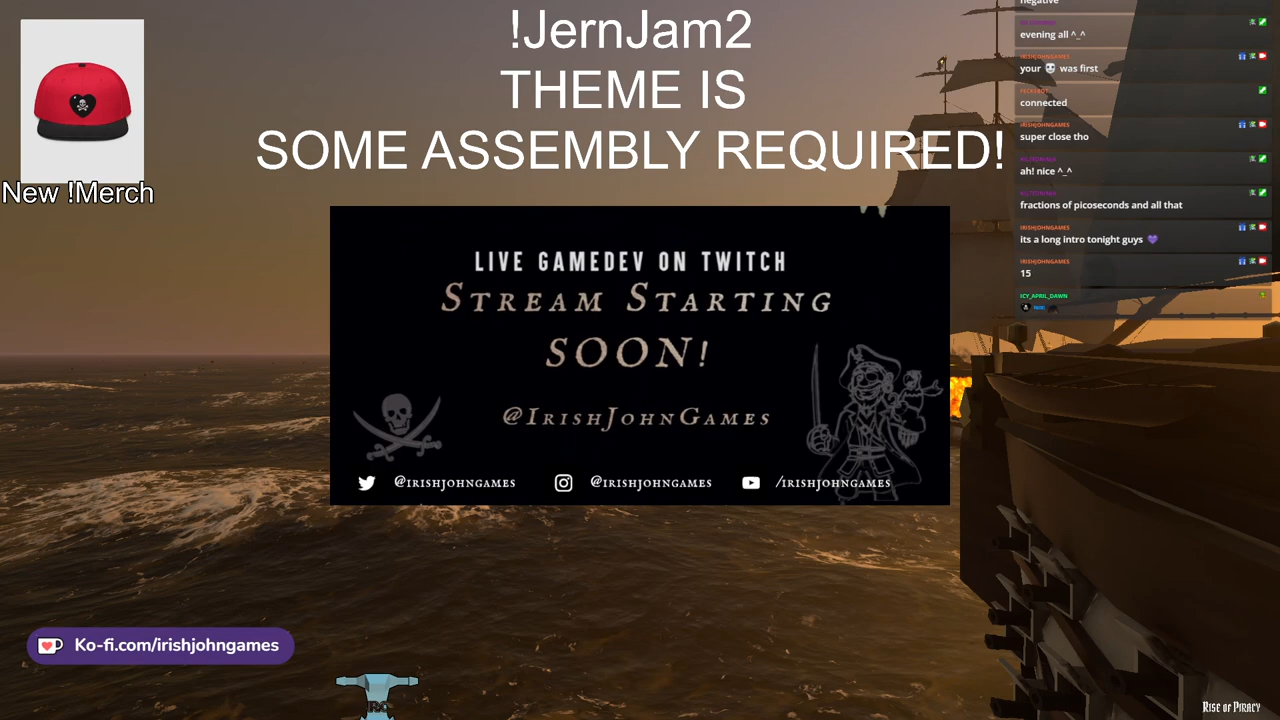 !JernJam2
THEME IS
SOME ASSEMBLY REQUIRED!
New !Merch
LIVE GAMEDEV ON TWITCH
STREAM STARTING
SOON!
@IRISHJOHNGAMES
@IRISHJOHNGAMES
@IRISHJOHNGAMES
/IRISHJOHNGAMES
Ko-fi.com/irishjohngames
negative
evening all ^_^
IRISHJOHNGAMES
your was first
connected
IRISHJOHNGAMES
super close tho
ah! nice ^_^
fractions of picoseconds and all that
IRISHJOHNGAMES
its a long intro tonight guys
IRISHJOHNGAMES
15
ICY_APRIL_DAWN
RISE OF PIRACY